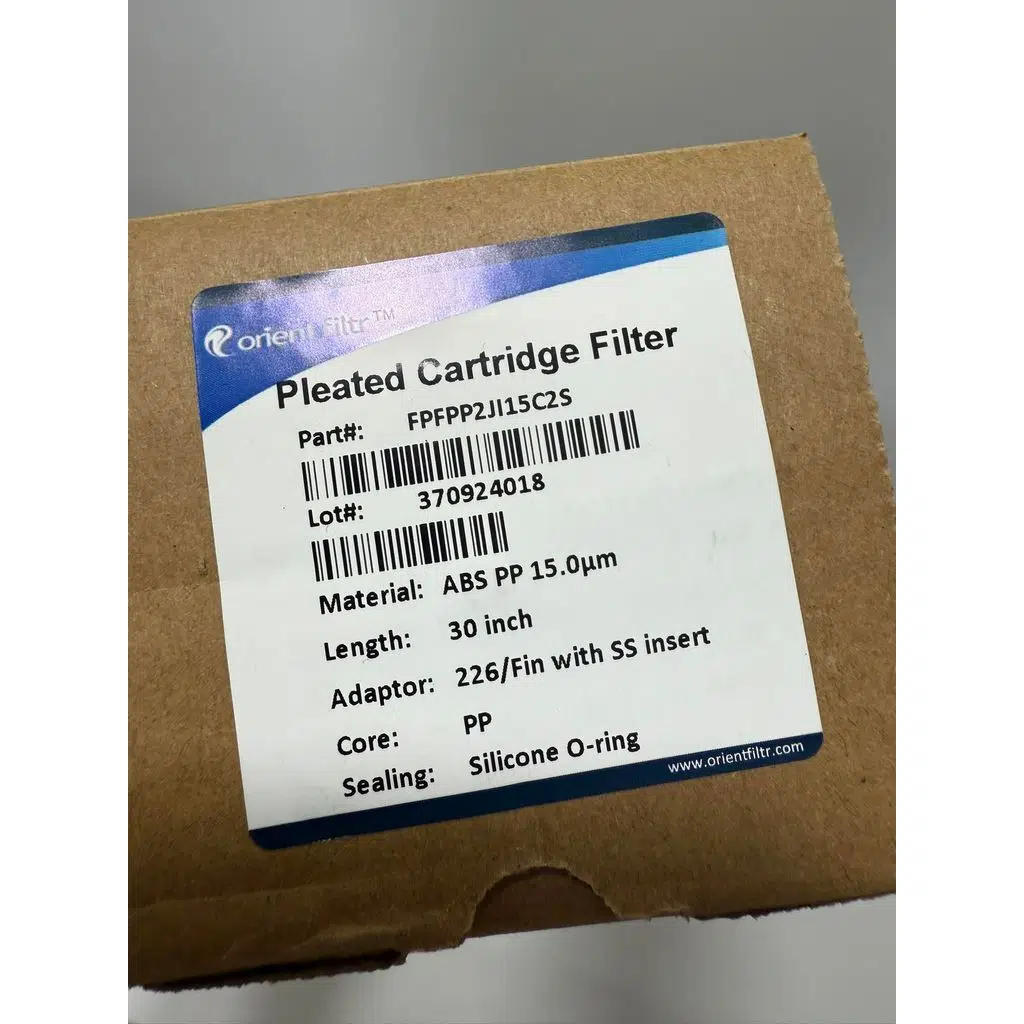 orientfiltr™
Pleated Cartridge Filter
Part#: FPFPP2JI15C2S
Lot#: 370924018
Material: ABS PP 15.0µm
Length: 30 inch
Adaptor: 226/Fin with SS insert
Core: PP
Sealing: Silicone O-ring
www.orientfiltr.com